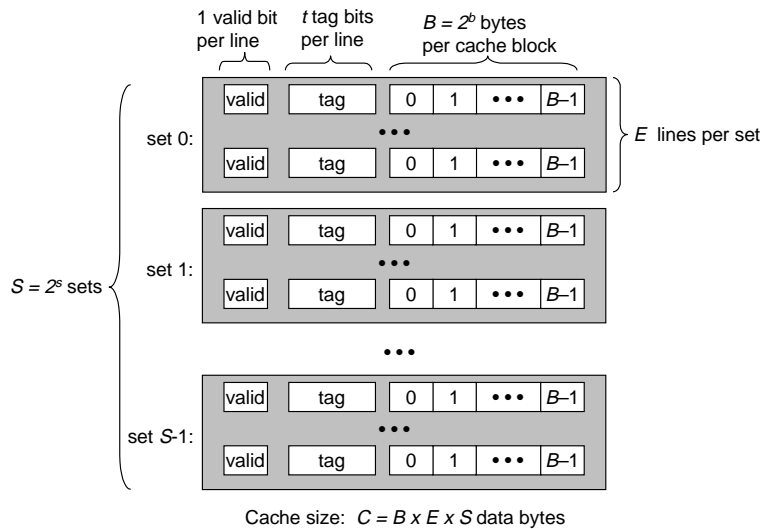 1 valid bit per line
t tag bits per line
B = 2^b bytes per cache block
valid tag 0 1 ••• B–1
set 0: •••
valid tag 0 1 ••• B–1
E lines per set
valid tag 0 1 ••• B–1
set 1: •••
valid tag 0 1 ••• B–1
S = 2^s sets
•••
valid tag 0 1 ••• B–1
set S-1: •••
valid tag 0 1 ••• B–1
Cache size: C = B x E x S data bytes